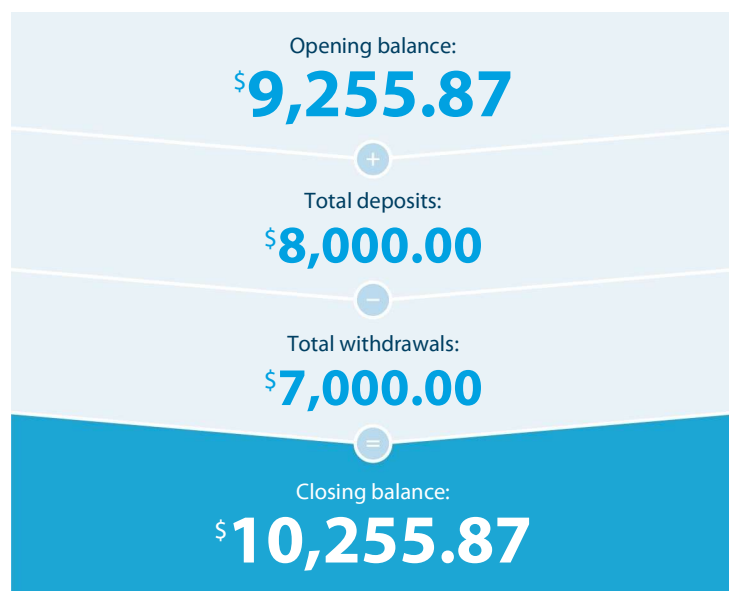 Opening balance:
$9,255.87
+
Total deposits:
$8,000.00
−
Total withdrawals:
$7,000.00
=
Closing balance:
$10,255.87